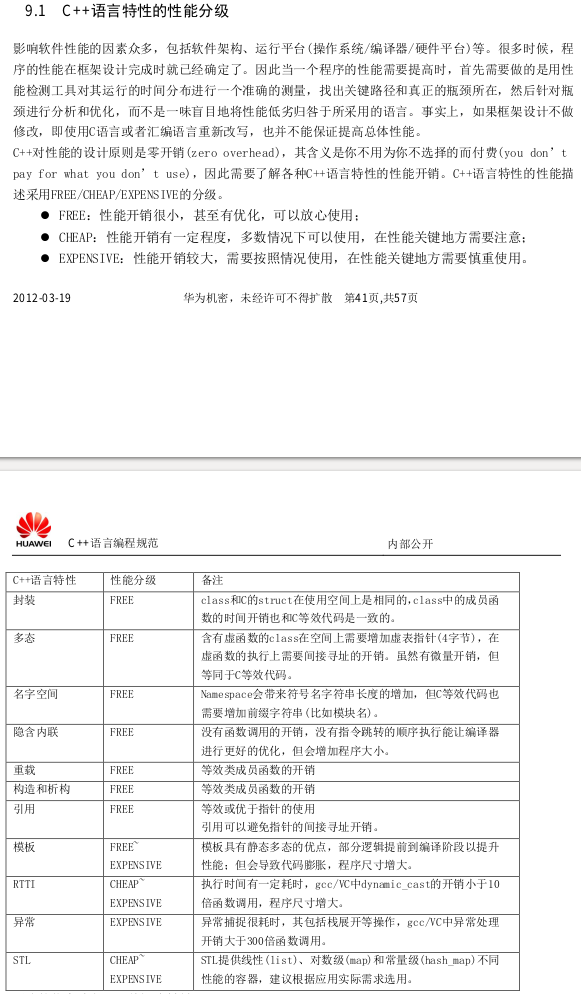 9.1 C++语言特性的性能分级
影响软件性能的因素众多，包括软件架构、运行平台(操作系统/编译器/硬件平台)等。很多时候，程
序的性能在框架设计完成时就已经确定了。因此当一个程序的性能需要提高时，首先需要做的是用性
能检测工具对其运行的时间分布进行一个准确的测量，找出关键路径和真正的瓶颈所在，然后针对瓶
颈进行分析和优化，而不是一味盲目地将性能低劣归咎于所采用的语言。事实上，如果框架设计不做
修改，即使用C语言或者汇编语言重新改写，也并不能保证提高总体性能。
C++对性能的设计原则是零开销(zero overhead)，其含义是你不用为你不选择的而付费(you don’t
pay for what you don’t use)，因此需要了解各种C++语言特性的性能开销。C++语言特性的性能描
述采用FREE/CHEAP/EXPENSIVE的分级。
● FREE：性能开销很小，甚至有优化，可以放心使用；
● CHEAP：性能开销有一定程度，多数情况下可以使用，在性能关键地方需要注意；
● EXPENSIVE：性能开销较大，需要按照情况使用，在性能关键地方需要慎重使用。
2012-03-19 华为机密，未经许可不得扩散 第41页,共57页
HUAWEI C++语言编程规范 内部公开
C++语言特性 性能分级 备注
封装 FREE class和C的struct在使用空间上是相同的,class中的成员函
数的时间开销也和C等效代码是一致的。
多态 FREE 含有虚函数的class在空间上需要增加虚表指针(4字节)，在
虚函数的执行上需要间接寻址的开销。虽然有微量开销，但
等同于C等效代码。
名字空间 FREE Namespace会带来符号名字符串长度的增加，但C等效代码也
需要增加前缀字符串(比如模块名)。
隐含内联 FREE 没有函数调用的开销，没有指令跳转的顺序执行能让编译器
进行更好的优化，但会增加程序大小。
重载 FREE 等效类成员函数的开销
构造和析构 FREE 等效类成员函数的开销
引用 FREE 等效或优于指针的使用
引用可以避免指针的间接寻址开销。
模板 FREE~ 模板具有静态多态的优点，部分逻辑提前到编译阶段以提升
EXPENSIVE 性能；但会导致代码膨胀，程序尺寸增大。
RTTI CHEAP~ 执行时间有一定耗时，gcc/VC中dynamic_cast的开销小于10
EXPENSIVE 倍函数调用，程序尺寸增大。
异常 EXPENSIVE 异常捕捉很耗时，其包括栈展开等操作，gcc/VC中异常处理
开销大于300倍函数调用。
STL CHEAP~ STL提供线性(list)、对数级(map)和常量级(hash_map)不同
EXPENSIVE 性能的容器，建议根据应用实际需求选用。